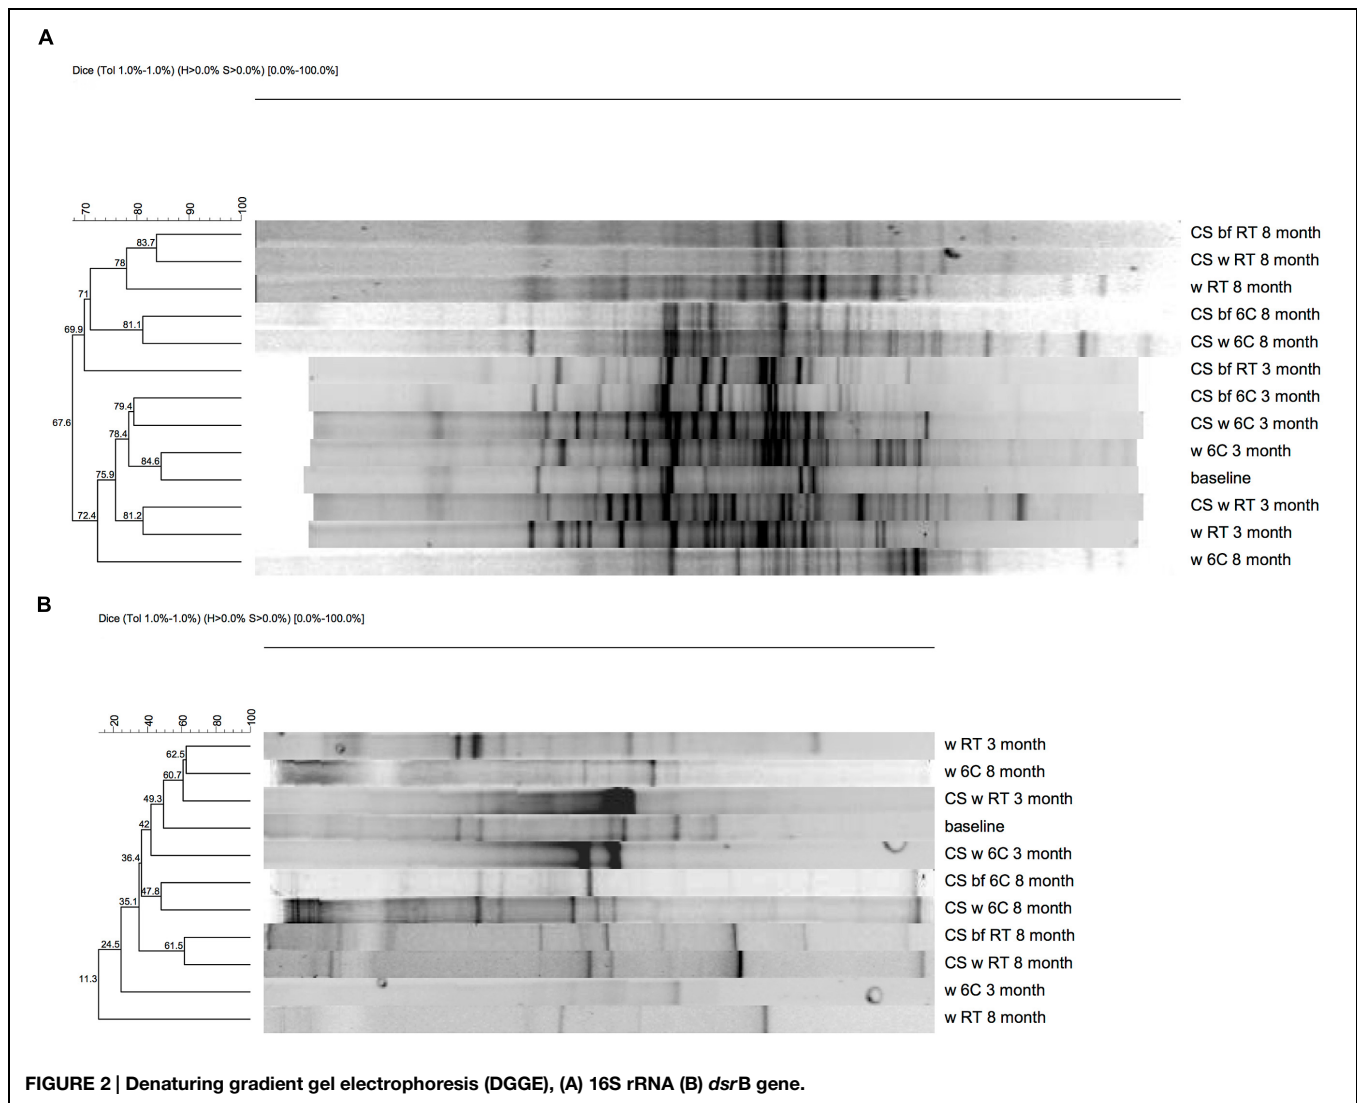 A
Dice (Tol 1.0%-1.0%) (H>0.0% S>0.0%) [0.0%-100.0%]
70 80 90 100
83.7
78
71
81.1
69.9
79.4
67.6
78.4
84.6
75.9
81.2
72.4
CS bf RT 8 month
CS w RT 8 month
w RT 8 month
CS bf 6C 8 month
CS w 6C 8 month
CS bf RT 3 month
CS bf 6C 3 month
CS w 6C 3 month
w 6C 3 month
baseline
CS w RT 3 month
w RT 3 month
w 6C 8 month
B
Dice (Tol 1.0%-1.0%) (H>0.0% S>0.0%) [0.0%-100.0%]
20 40 60 80 100
62.5
60.7
49.3
42
36.4
47.8
35.1
61.5
24.5
11.3
w RT 3 month
w 6C 8 month
CS w RT 3 month
baseline
CS w 6C 3 month
CS bf 6C 8 month
CS w 6C 8 month
CS bf RT 8 month
CS w RT 8 month
w 6C 3 month
w RT 8 month
FIGURE 2 | Denaturing gradient gel electrophoresis (DGGE), (A) 16S rRNA (B) dsrB gene.